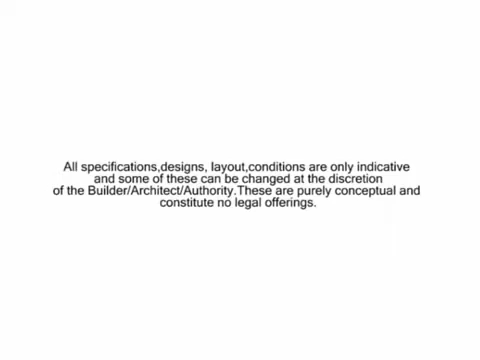 All specifications,designs, layout,conditions are only indicative
and some of these can be changed at the discretion
of the Builder/Architect/Authority.These are purely conceptual and
constitute no legal offerings.